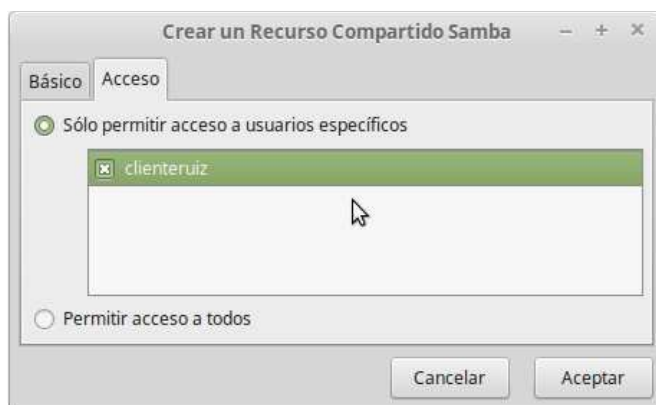 Crear un Recurso Compartido Samba
Básico Acceso
Sólo permitir acceso a usuarios específicos
clienteruiz
Permitir acceso a todos
Cancelar Aceptar